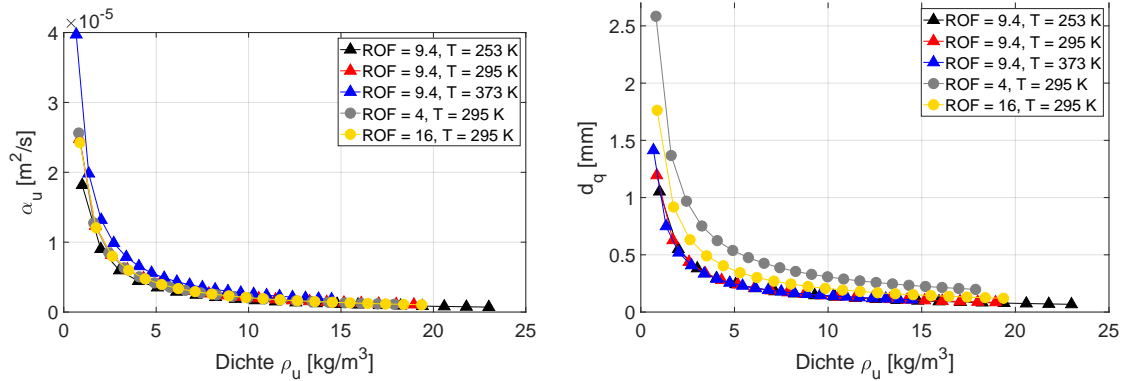 ×10^-5
4
3
2
1
0
α_u [m^2/s]
0 5 10 15 20 25
Dichte ρ_u [kg/m^3]
ROF = 9.4, T = 253 K
ROF = 9.4, T = 295 K
ROF = 9.4, T = 373 K
ROF = 4, T = 295 K
ROF = 16, T = 295 K
2.5
2
1.5
1
0.5
0
d_q [mm]
0 5 10 15 20 25
Dichte ρ_u [kg/m^3]
ROF = 9.4, T = 253 K
ROF = 9.4, T = 295 K
ROF = 9.4, T = 373 K
ROF = 4, T = 295 K
ROF = 16, T = 295 K